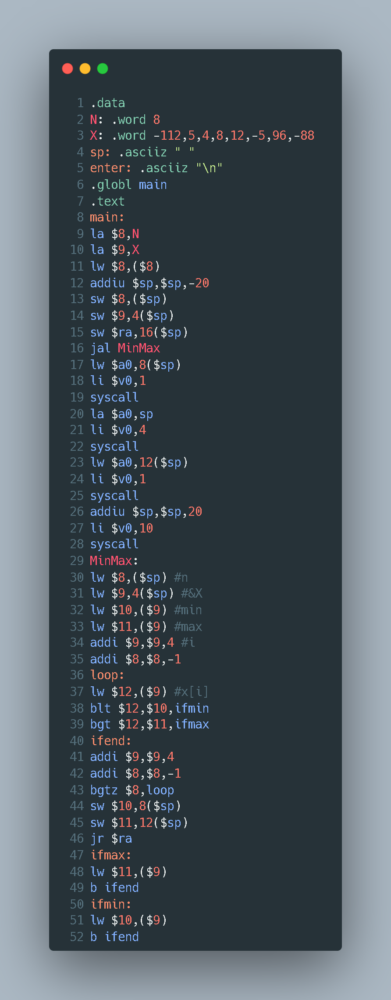 1 .data
2 N: .word 8
3 X: .word -112,5,4,8,12,-5,96,-88
4 sp: .asciiz " "
5 enter: .asciiz "\n"
6 .globl main
7 .text
8 main:
9 la $8,N
10 la $9,X
11 lw $8,($8)
12 addiu $sp,$sp,-20
13 sw $8,($sp)
14 sw $9,4($sp)
15 sw $ra,16($sp)
16 jal MinMax
17 lw $a0,8($sp)
18 li $v0,1
19 syscall
20 la $a0,sp
21 li $v0,4
22 syscall
23 lw $a0,12($sp)
24 li $v0,1
25 syscall
26 addiu $sp,$sp,20
27 li $v0,10
28 syscall
29 MinMax:
30 lw $8,($sp) #n
31 lw $9,4($sp) #&X
32 lw $10,($9) #min
33 lw $11,($9) #max
34 addi $9,$9,4 #i
35 addi $8,$8,-1
36 loop:
37 lw $12,($9) #x[i]
38 blt $12,$10,ifmin
39 bgt $12,$11,ifmax
40 ifend:
41 addi $9,$9,4
42 addi $8,$8,-1
43 bgtz $8,loop
44 sw $10,8($sp)
45 sw $11,12($sp)
46 jr $ra
47 ifmax:
48 lw $11,($9)
49 b ifend
50 ifmin:
51 lw $10,($9)
52 b ifend